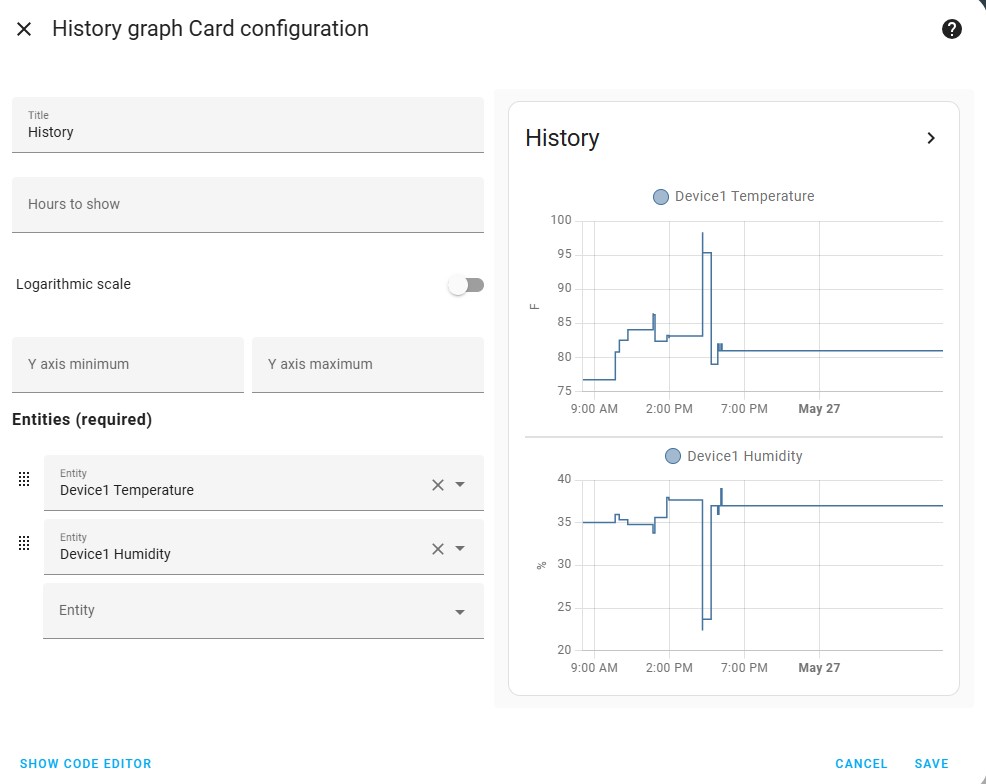 History graph Card configuration
Title
History
Hours to show
Logarithmic scale
Y axis minimum
Y axis maximum
Entities (required)
Entity
Device1 Temperature
Entity
Device1 Humidity
Entity
History
Device1 Temperature
100
95
90
85
80
75
F
9:00 AM 2:00 PM 7:00 PM May 27
Device1 Humidity
40
35
30
25
20
%
9:00 AM 2:00 PM 7:00 PM May 27
SHOW CODE EDITOR
CANCEL
SAVE